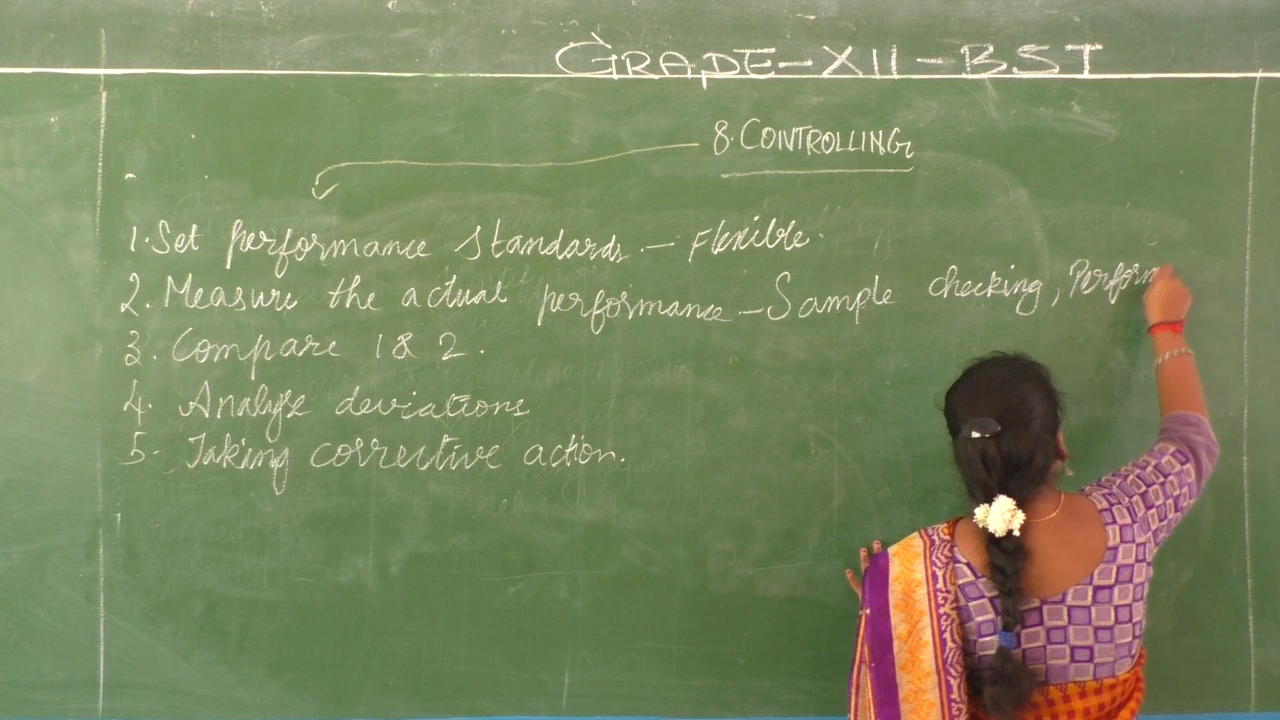 GRADE-XII-BST
8. CONTROLLING
1. Set performance standards. - Flexible.
2. Measure the actual performance - Sample checking, Perform
3. Compare 1 & 2.
4. Analyse deviations
5. Taking corrective action.